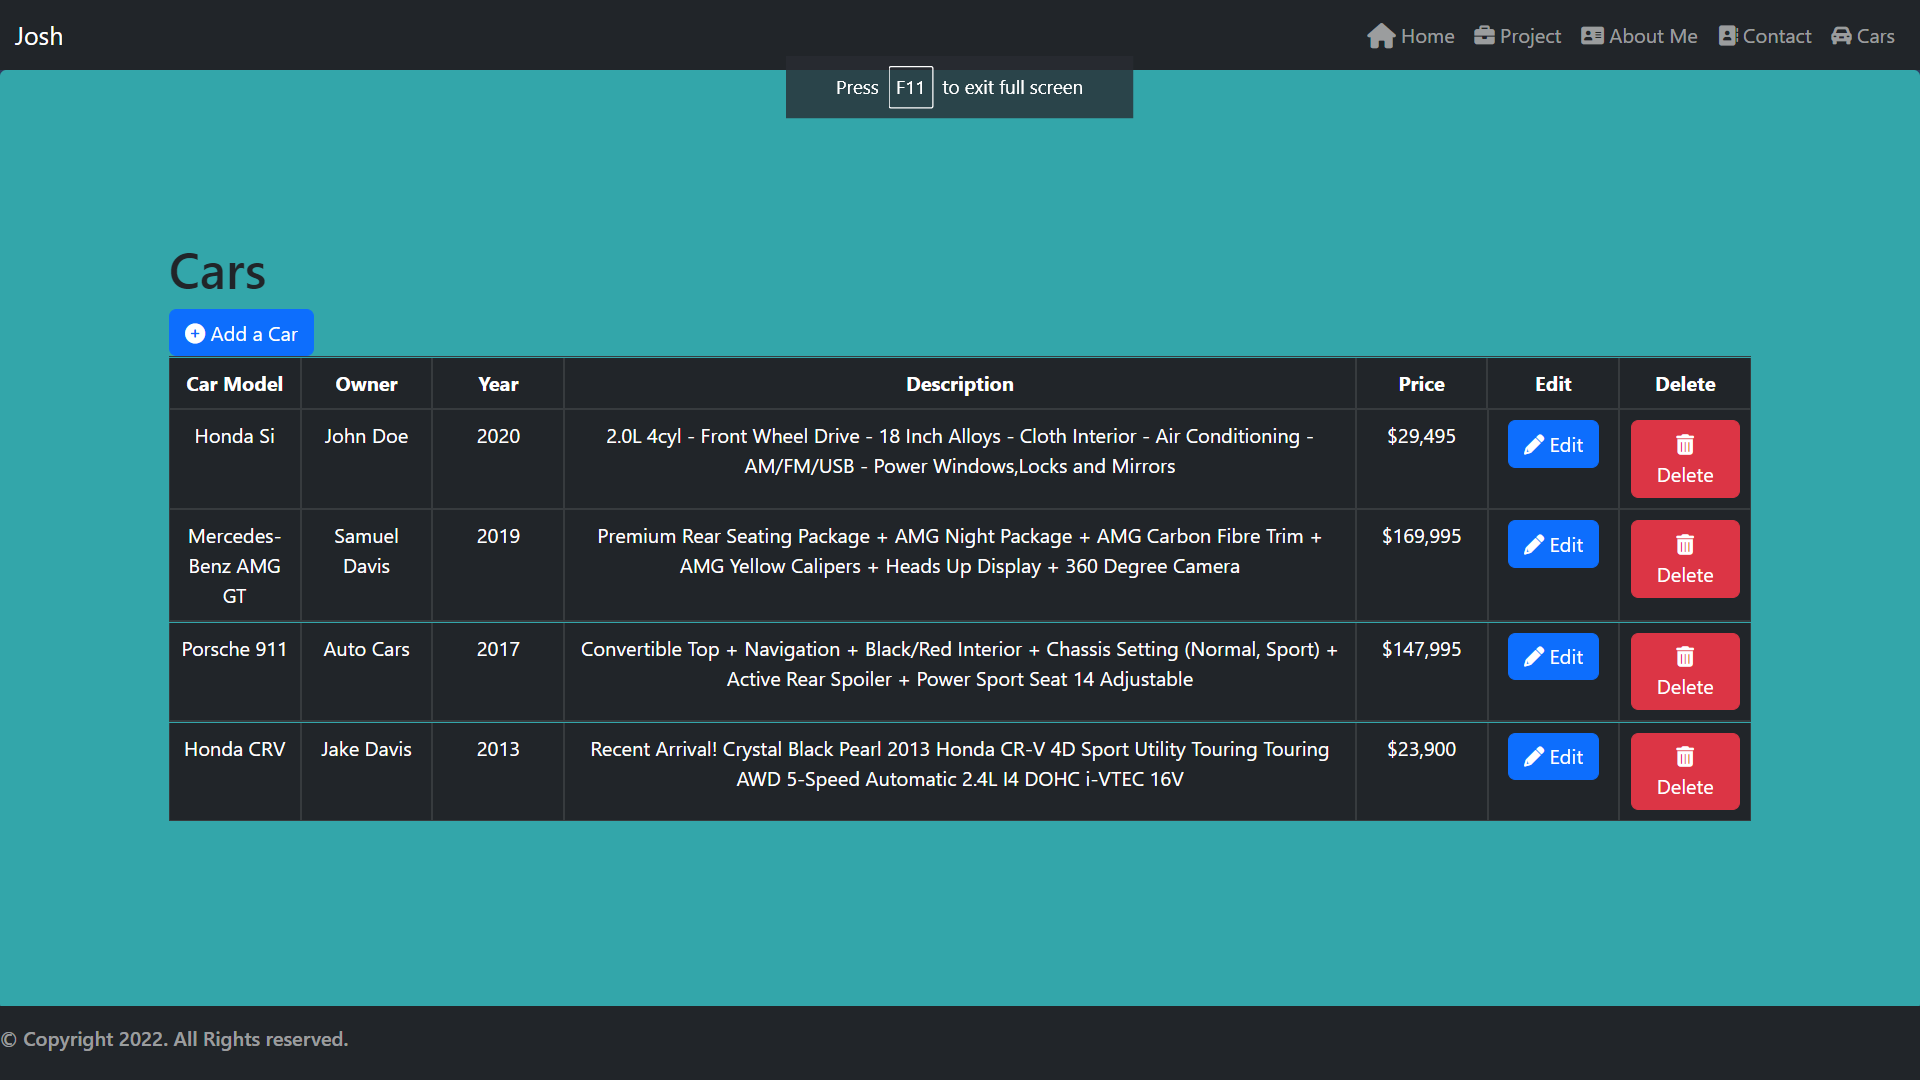 Josh
Home Project About Me Contact Cars
Press F11 to exit full screen
Cars
Add a Car
Car Model Owner Year Description Price Edit Delete
Honda Si John Doe 2020 2.0L 4cyl - Front Wheel Drive - 18 Inch Alloys - Cloth Interior - Air Conditioning - $29,495 Edit
AM/FM/USB - Power Windows,Locks and Mirrors Delete
Mercedes- Samuel 2019 Premium Rear Seating Package + AMG Night Package + AMG Carbon Fibre Trim + $169,995 Edit
Benz AMG Davis AMG Yellow Calipers + Heads Up Display + 360 Degree Camera Delete
GT
Porsche 911 Auto Cars 2017 Convertible Top + Navigation + Black/Red Interior + Chassis Setting (Normal, Sport) + $147,995 Edit
Active Rear Spoiler + Power Sport Seat 14 Adjustable Delete
Honda CRV Jake Davis 2013 Recent Arrival! Crystal Black Pearl 2013 Honda CR-V 4D Sport Utility Touring Touring $23,900 Edit
AWD 5-Speed Automatic 2.4L I4 DOHC i-VTEC 16V Delete
© Copyright 2022. All Rights reserved.